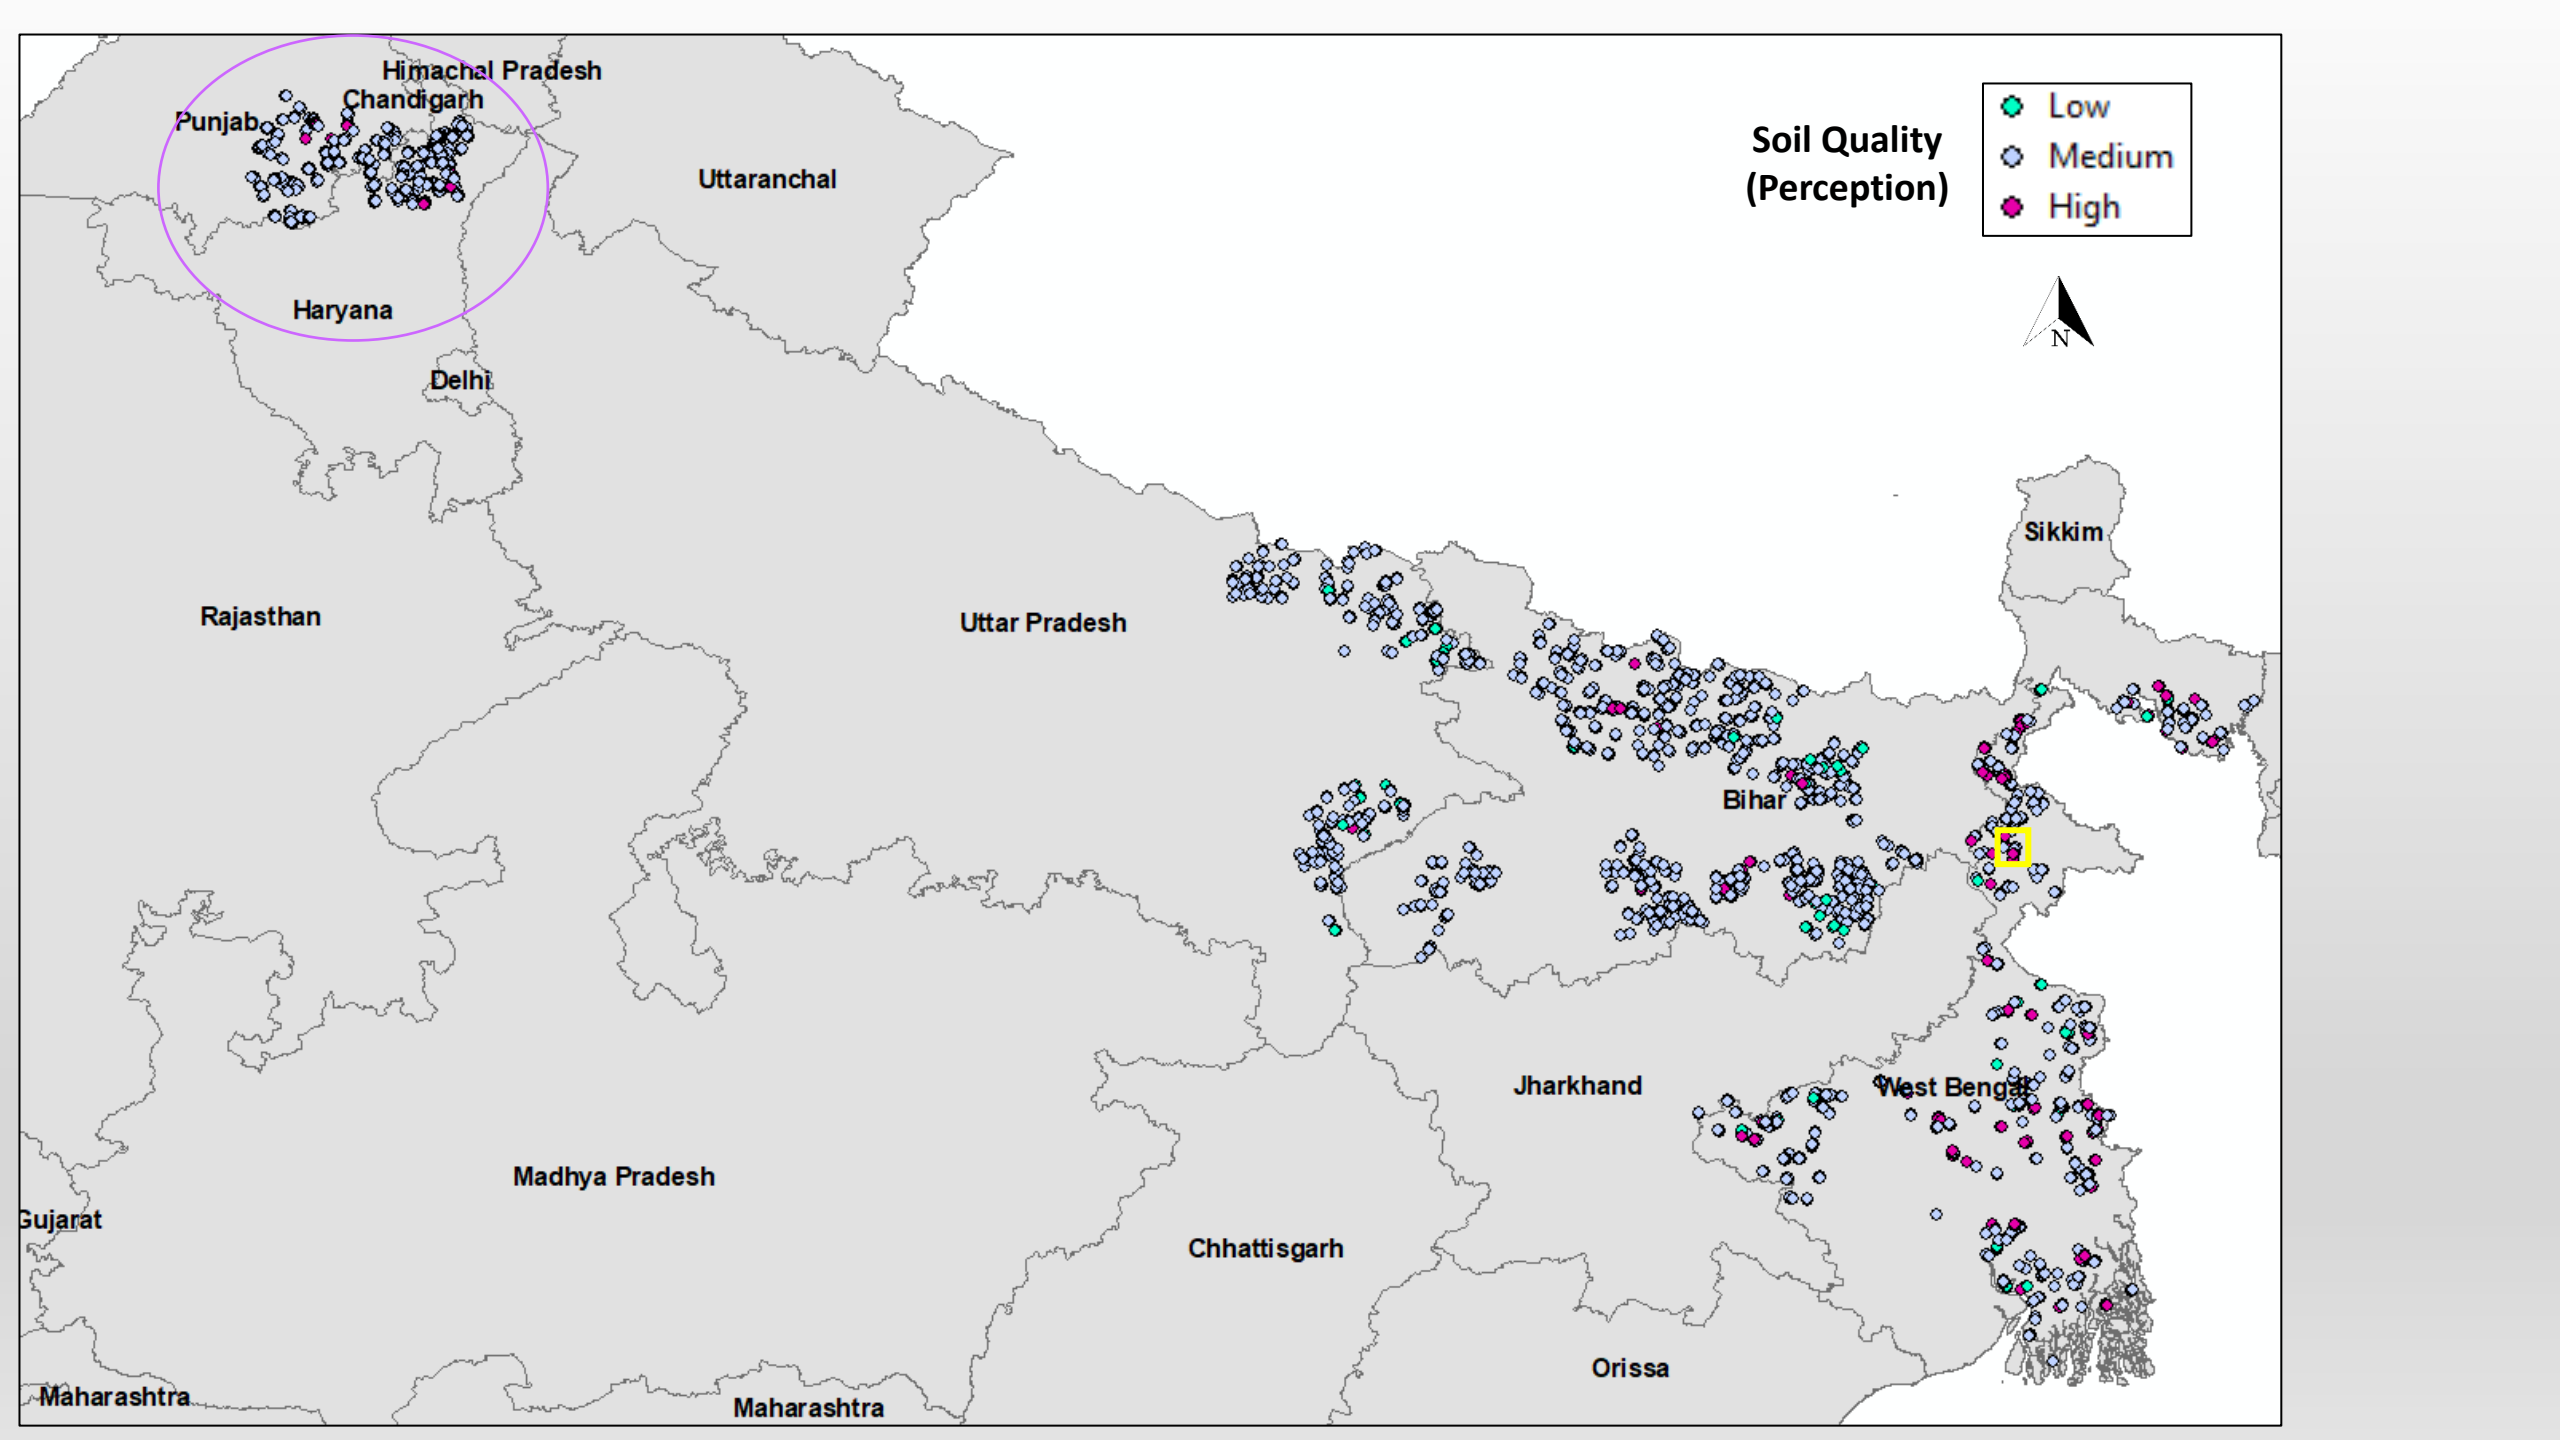 Himachal Pradesh
Chandigarh
Punjab
Low
Soil Quality
(Perception)
Medium
High
Uttaranchal
Haryana
N
Delhi
Sikkim
Rajasthan
Uttar Pradesh
Bihar
Jharkhand
West Bengal
Madhya Pradesh
Gujarat
Chhattisgarh
Orissa
Maharashtra
Maharashtra